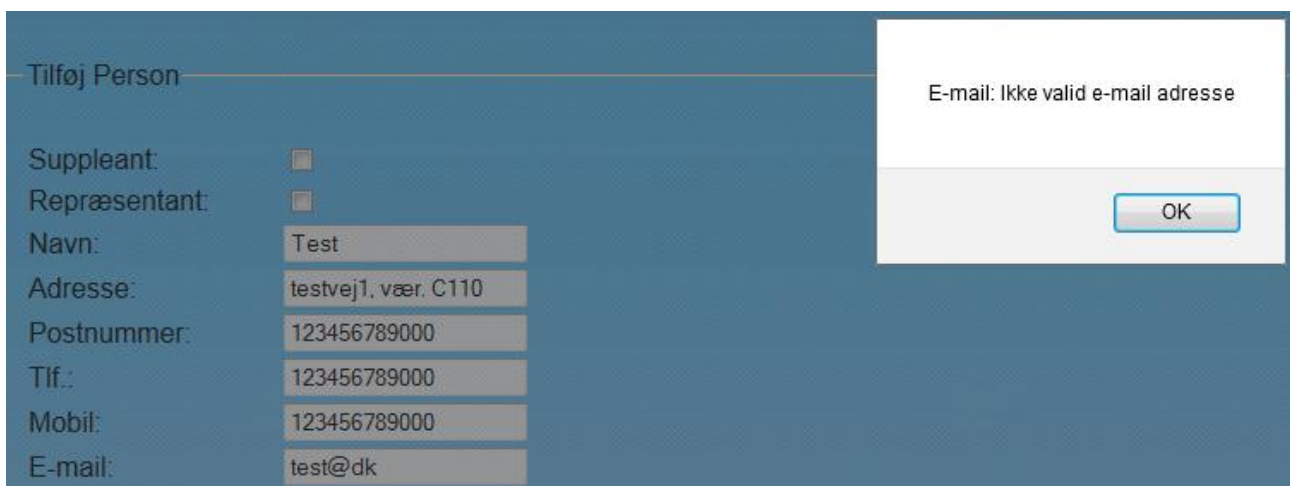 Tilføj Person
Suppleant:
Repræsentant:
Navn: Test
Adresse: testvej1, vær. C110
Postnummer: 123456789000
Tlf.: 123456789000
Mobil: 123456789000
E-mail: test@dk
E-mail: Ikke valid e-mail adresse
OK